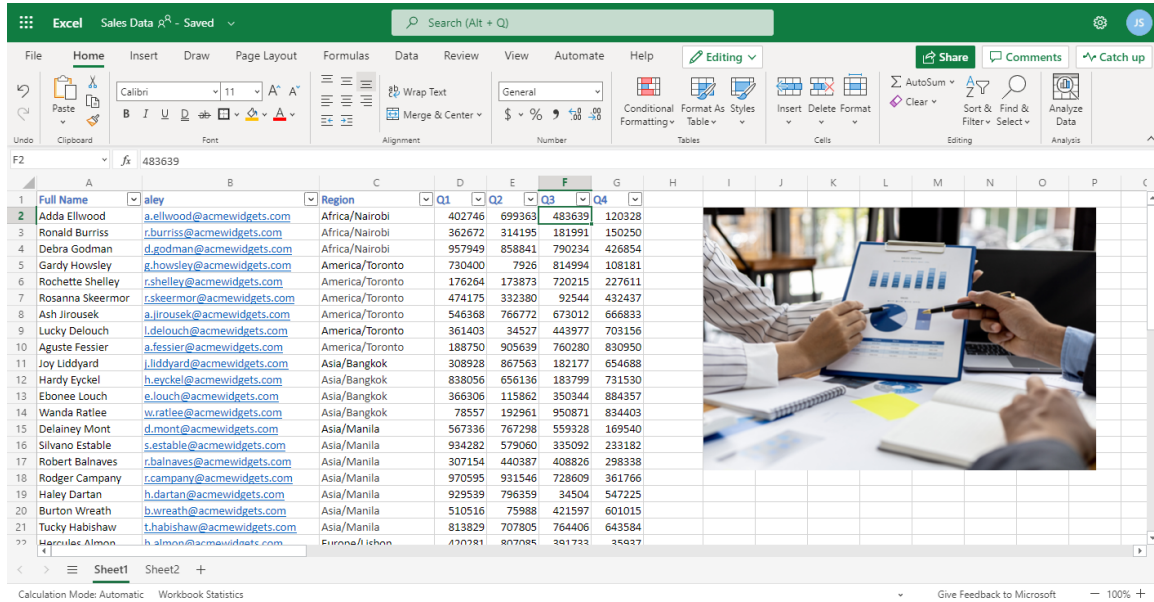 Excel Sales Data - Saved Search (Alt + Q) JS
File Home Insert Draw Page Layout Formulas Data Review View Automate Help Editing Share Comments Catch up
Paste Calibri 11 Wrap Text General Conditional Formatting Format As Table Styles Insert Delete Format AutoSum Sort & Filter Find & Select Analyze Data
B I U D ab A Merge & Center $ % Clear
Undo Clipboard Font Alignment Number Tables Cells Editing Analysis
F2 fx 483639
A B C D E F G H I J K L M N O P
1 Full Name aley Region Q1 Q2 Q3 Q4
2 Adda Ellwood a.ellwood@acmewidgets.com Africa/Nairobi 402746 699363 483639 120328
3 Ronald Burriss r.burriss@acmewidgets.com Africa/Nairobi 362672 314195 181991 150250
4 Debra Godman d.godman@acmewidgets.com Africa/Nairobi 957949 858841 790234 426854
5 Gardy Howsley g.howsley@acmewidgets.com America/Toronto 730400 7926 814994 108181
6 Rochette Shelley r.shelley@acmewidgets.com America/Toronto 176264 173873 720215 227611
7 Rosanna Skeermor r.skeermor@acmewidgets.com America/Toronto 474175 332380 92544 432437
8 Ash Jirousek a.jirousek@acmewidgets.com America/Toronto 546368 766772 673012 666833
9 Lucky Delouch l.delouch@acmewidgets.com America/Toronto 361403 34527 443977 703156
10 Aguste Fessier a.fessier@acmewidgets.com America/Toronto 188750 905639 760280 830950
11 Joy Liddyard j.liddyard@acmewidgets.com Asia/Bangkok 308928 867563 182177 654688
12 Hardy Eyckel h.eyckel@acmewidgets.com Asia/Bangkok 838056 656136 183799 731530
13 Ebonee Louch e.louch@acmewidgets.com Asia/Bangkok 366306 115862 350344 884357
14 Wanda Ratlee w.ratlee@acmewidgets.com Asia/Bangkok 78557 192961 950871 834403
15 Delainey Mont d.mont@acmewidgets.com Asia/Manila 567336 767298 559328 169540
16 Silvano Estable s.estable@acmewidgets.com Asia/Manila 934282 579060 335092 233182
17 Robert Balnaves r.balnaves@acmewidgets.com Asia/Manila 307154 440387 408826 298338
18 Rodger Campany r.campany@acmewidgets.com Asia/Manila 970595 931546 728609 361766
19 Haley Dartan h.dartan@acmewidgets.com Asia/Manila 929539 796359 34504 547225
20 Burton Wreath b.wreath@acmewidgets.com Asia/Manila 510516 75988 421597 601015
21 Tucky Habishaw t.habishaw@acmewidgets.com Asia/Manila 813829 707805 764406 643584
22 Hercules Almon h.almon@acmewidgets.com Europe/Lisbon 420281 807085 391733 35937
Sheet1 Sheet2
Calculation Mode: Automatic Workbook Statistics Give Feedback to Microsoft 100%